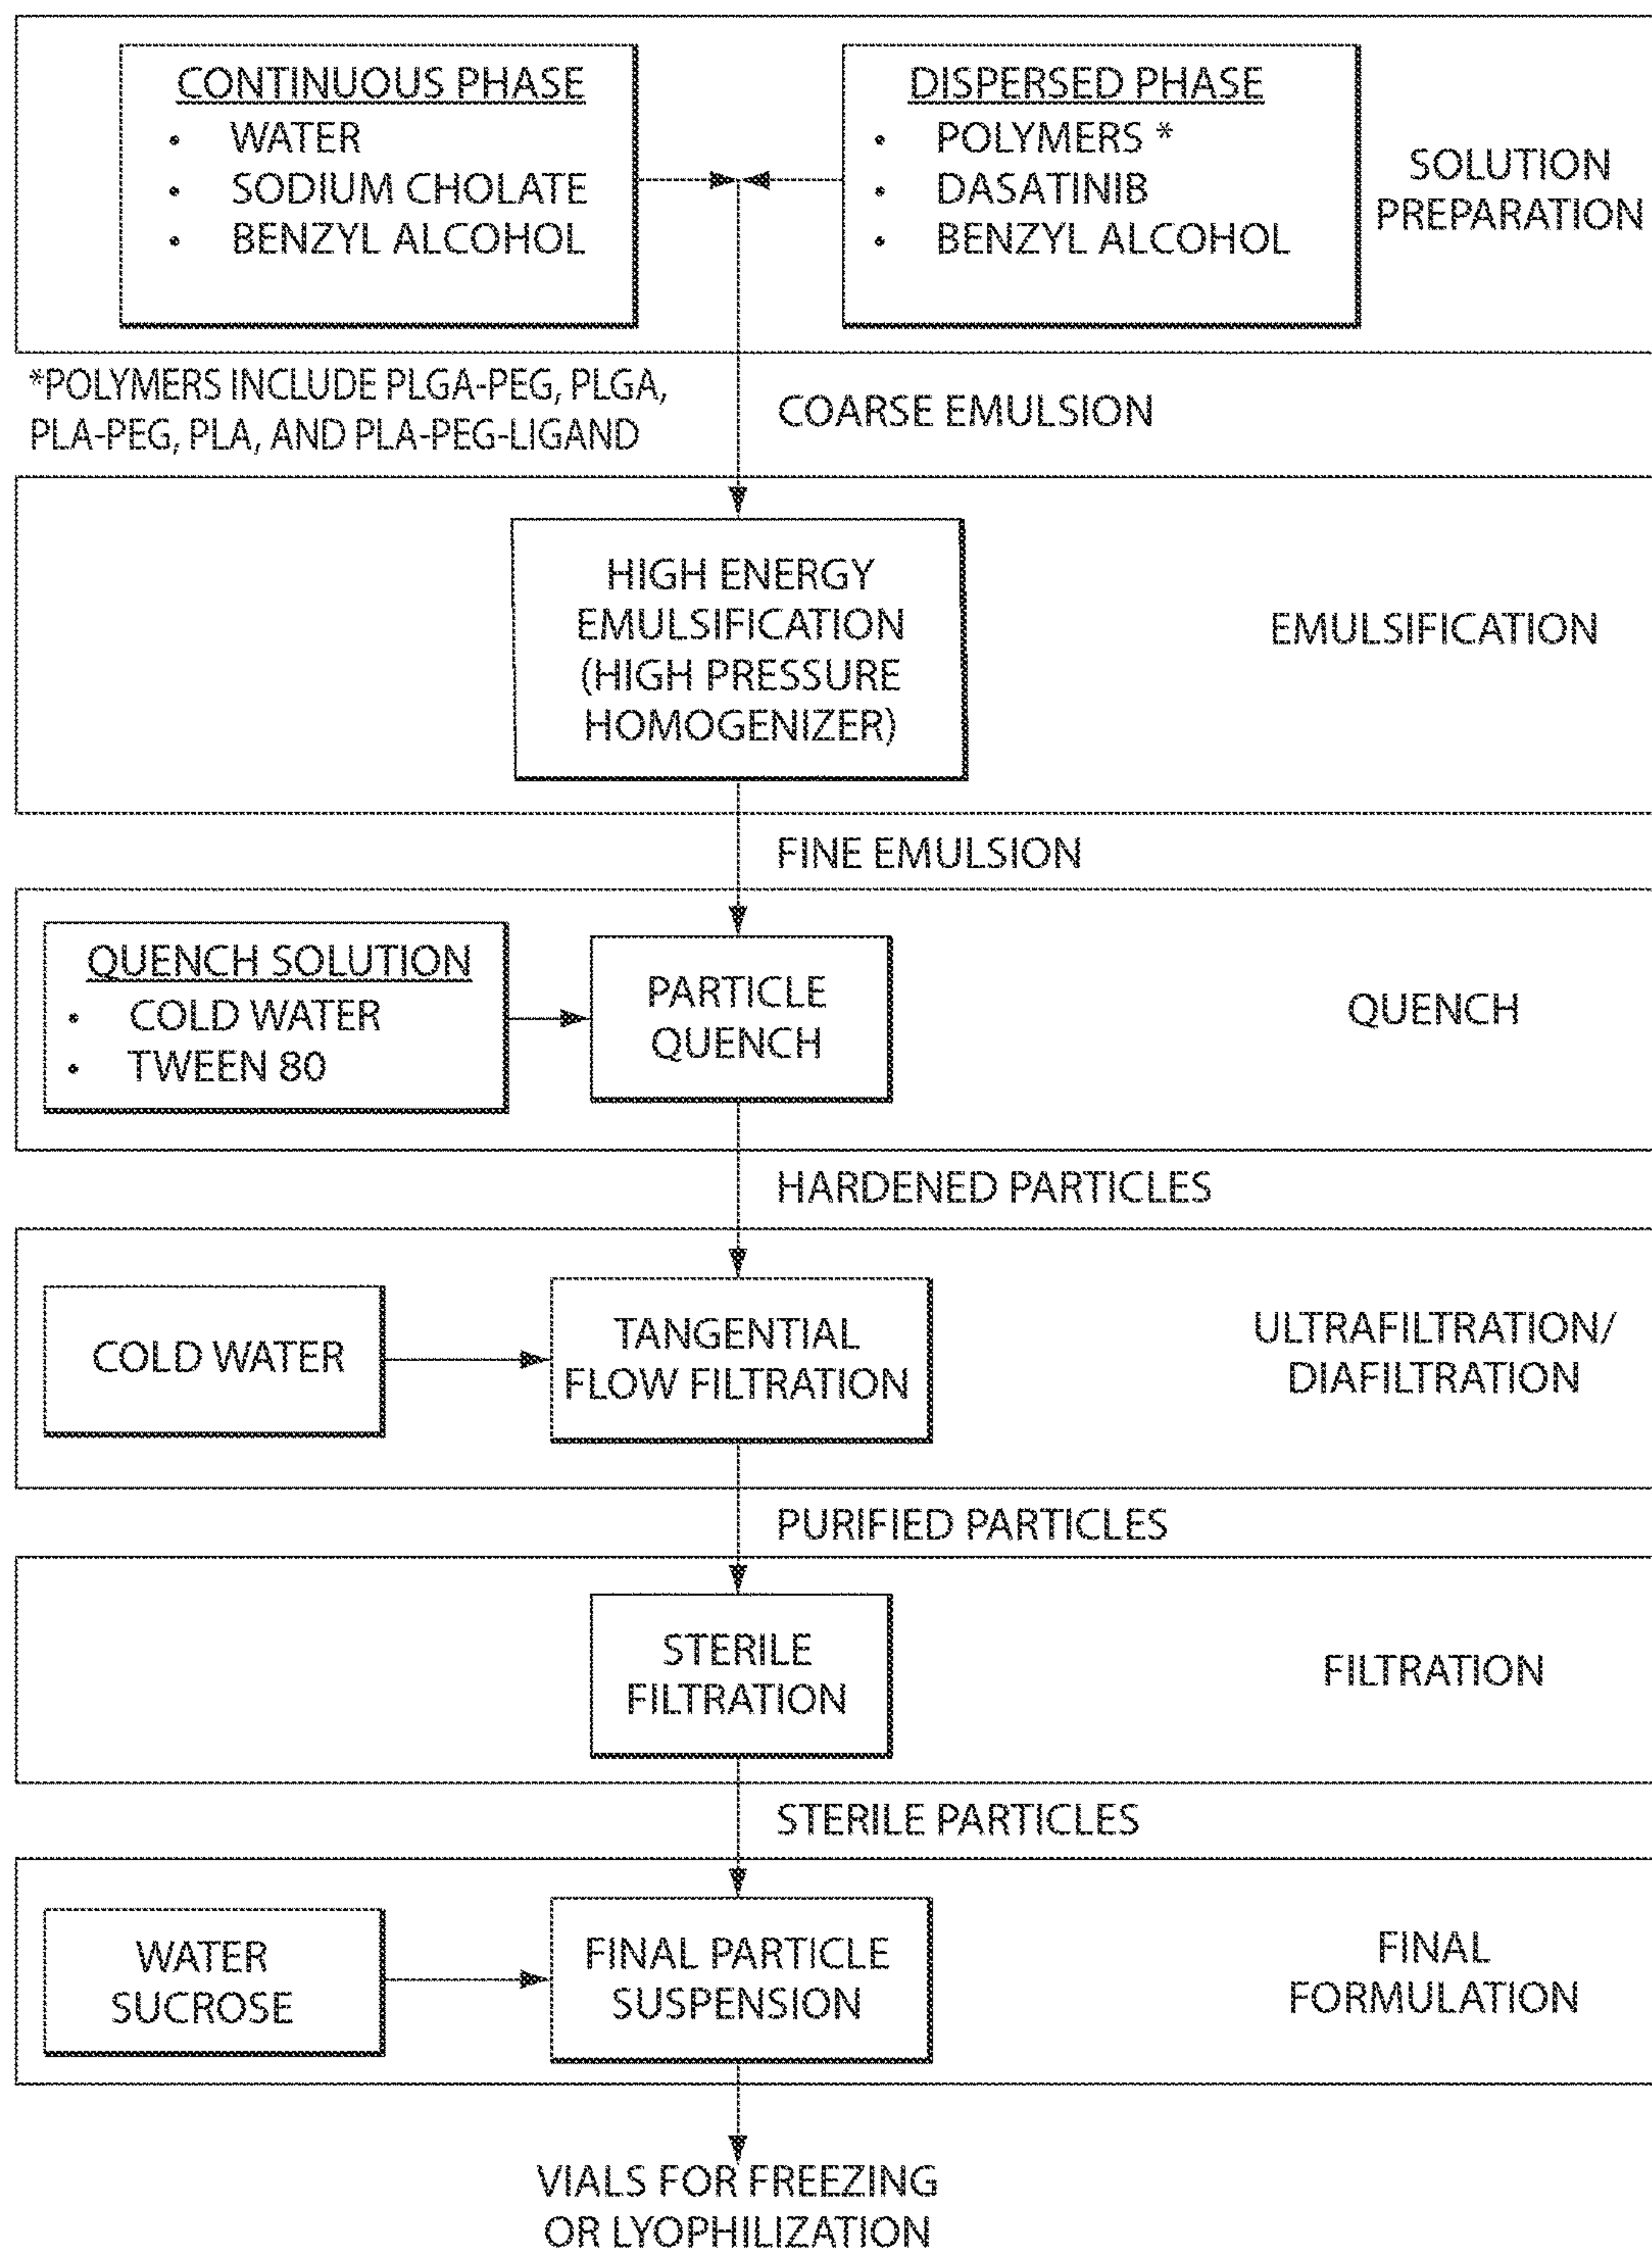 CONTINUOUS PHASE
• WATER
• SODIUM CHOLATE
• BENZYL ALCOHOL
DISPERSED PHASE
• POLYMERS *
• DASATINIB
• BENZYL ALCOHOL
SOLUTION
PREPARATION
*POLYMERS INCLUDE PLGA-PEG, PLGA,
PLA-PEG, PLA, AND PLA-PEG-LIGAND
COARSE EMULSION
HIGH ENERGY
EMULSIFICATION
(HIGH PRESSURE
HOMOGENIZER)
EMULSIFICATION
FINE EMULSION
QUENCH SOLUTION
• COLD WATER
• TWEEN 80
PARTICLE
QUENCH
QUENCH
HARDENED PARTICLES
COLD WATER
TANGENTIAL
FLOW FILTRATION
ULTRAFILTRATION/
DIAFILTRATION
PURIFIED PARTICLES
STERILE
FILTRATION
FILTRATION
STERILE PARTICLES
WATER
SUCROSE
FINAL PARTICLE
SUSPENSION
FINAL
FORMULATION
VIALS FOR FREEZING
OR LYOPHILIZATION